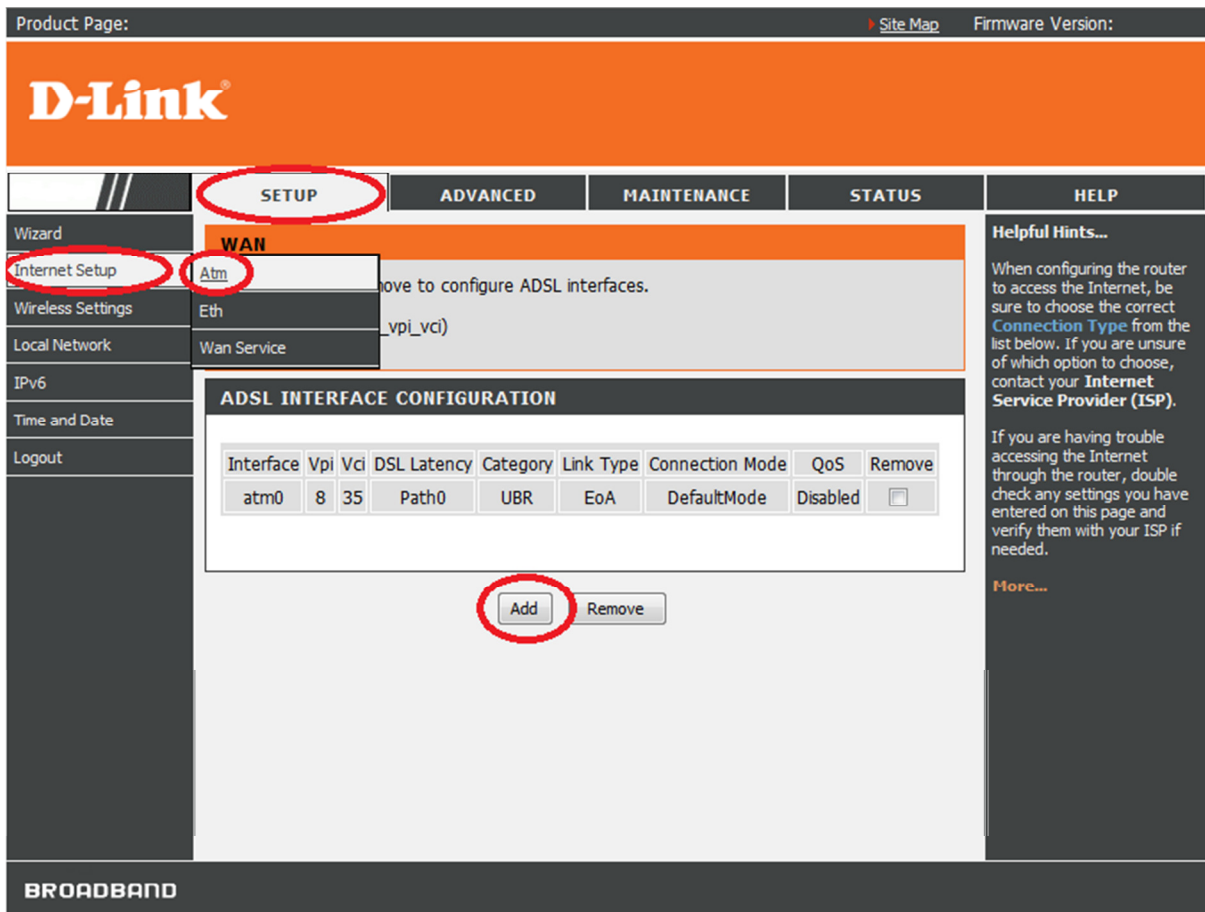 Product Page:
Site Map
Firmware Version:
D-Link®
SETUP
ADVANCED
MAINTENANCE
STATUS
HELP
Wizard
Internet Setup
Wireless Settings
Local Network
IPv6
Time and Date
Logout
Atm
Eth
Wan Service
WAN
move to configure ADSL interfaces.
_vpi_vci)
ADSL INTERFACE CONFIGURATION
Interface Vpi Vci DSL Latency Category Link Type Connection Mode QoS Remove
atm0 8 35 Path0 UBR EoA DefaultMode Disabled
Add
Remove
Helpful Hints...
When configuring the router
to access the Internet, be
sure to choose the correct
Connection Type from the
list below. If you are unsure
of which option to choose,
contact your Internet
Service Provider (ISP).
If you are having trouble
accessing the Internet
through the router, double
check any settings you have
entered on this page and
verify them with your ISP if
needed.
More...
BROADBAND